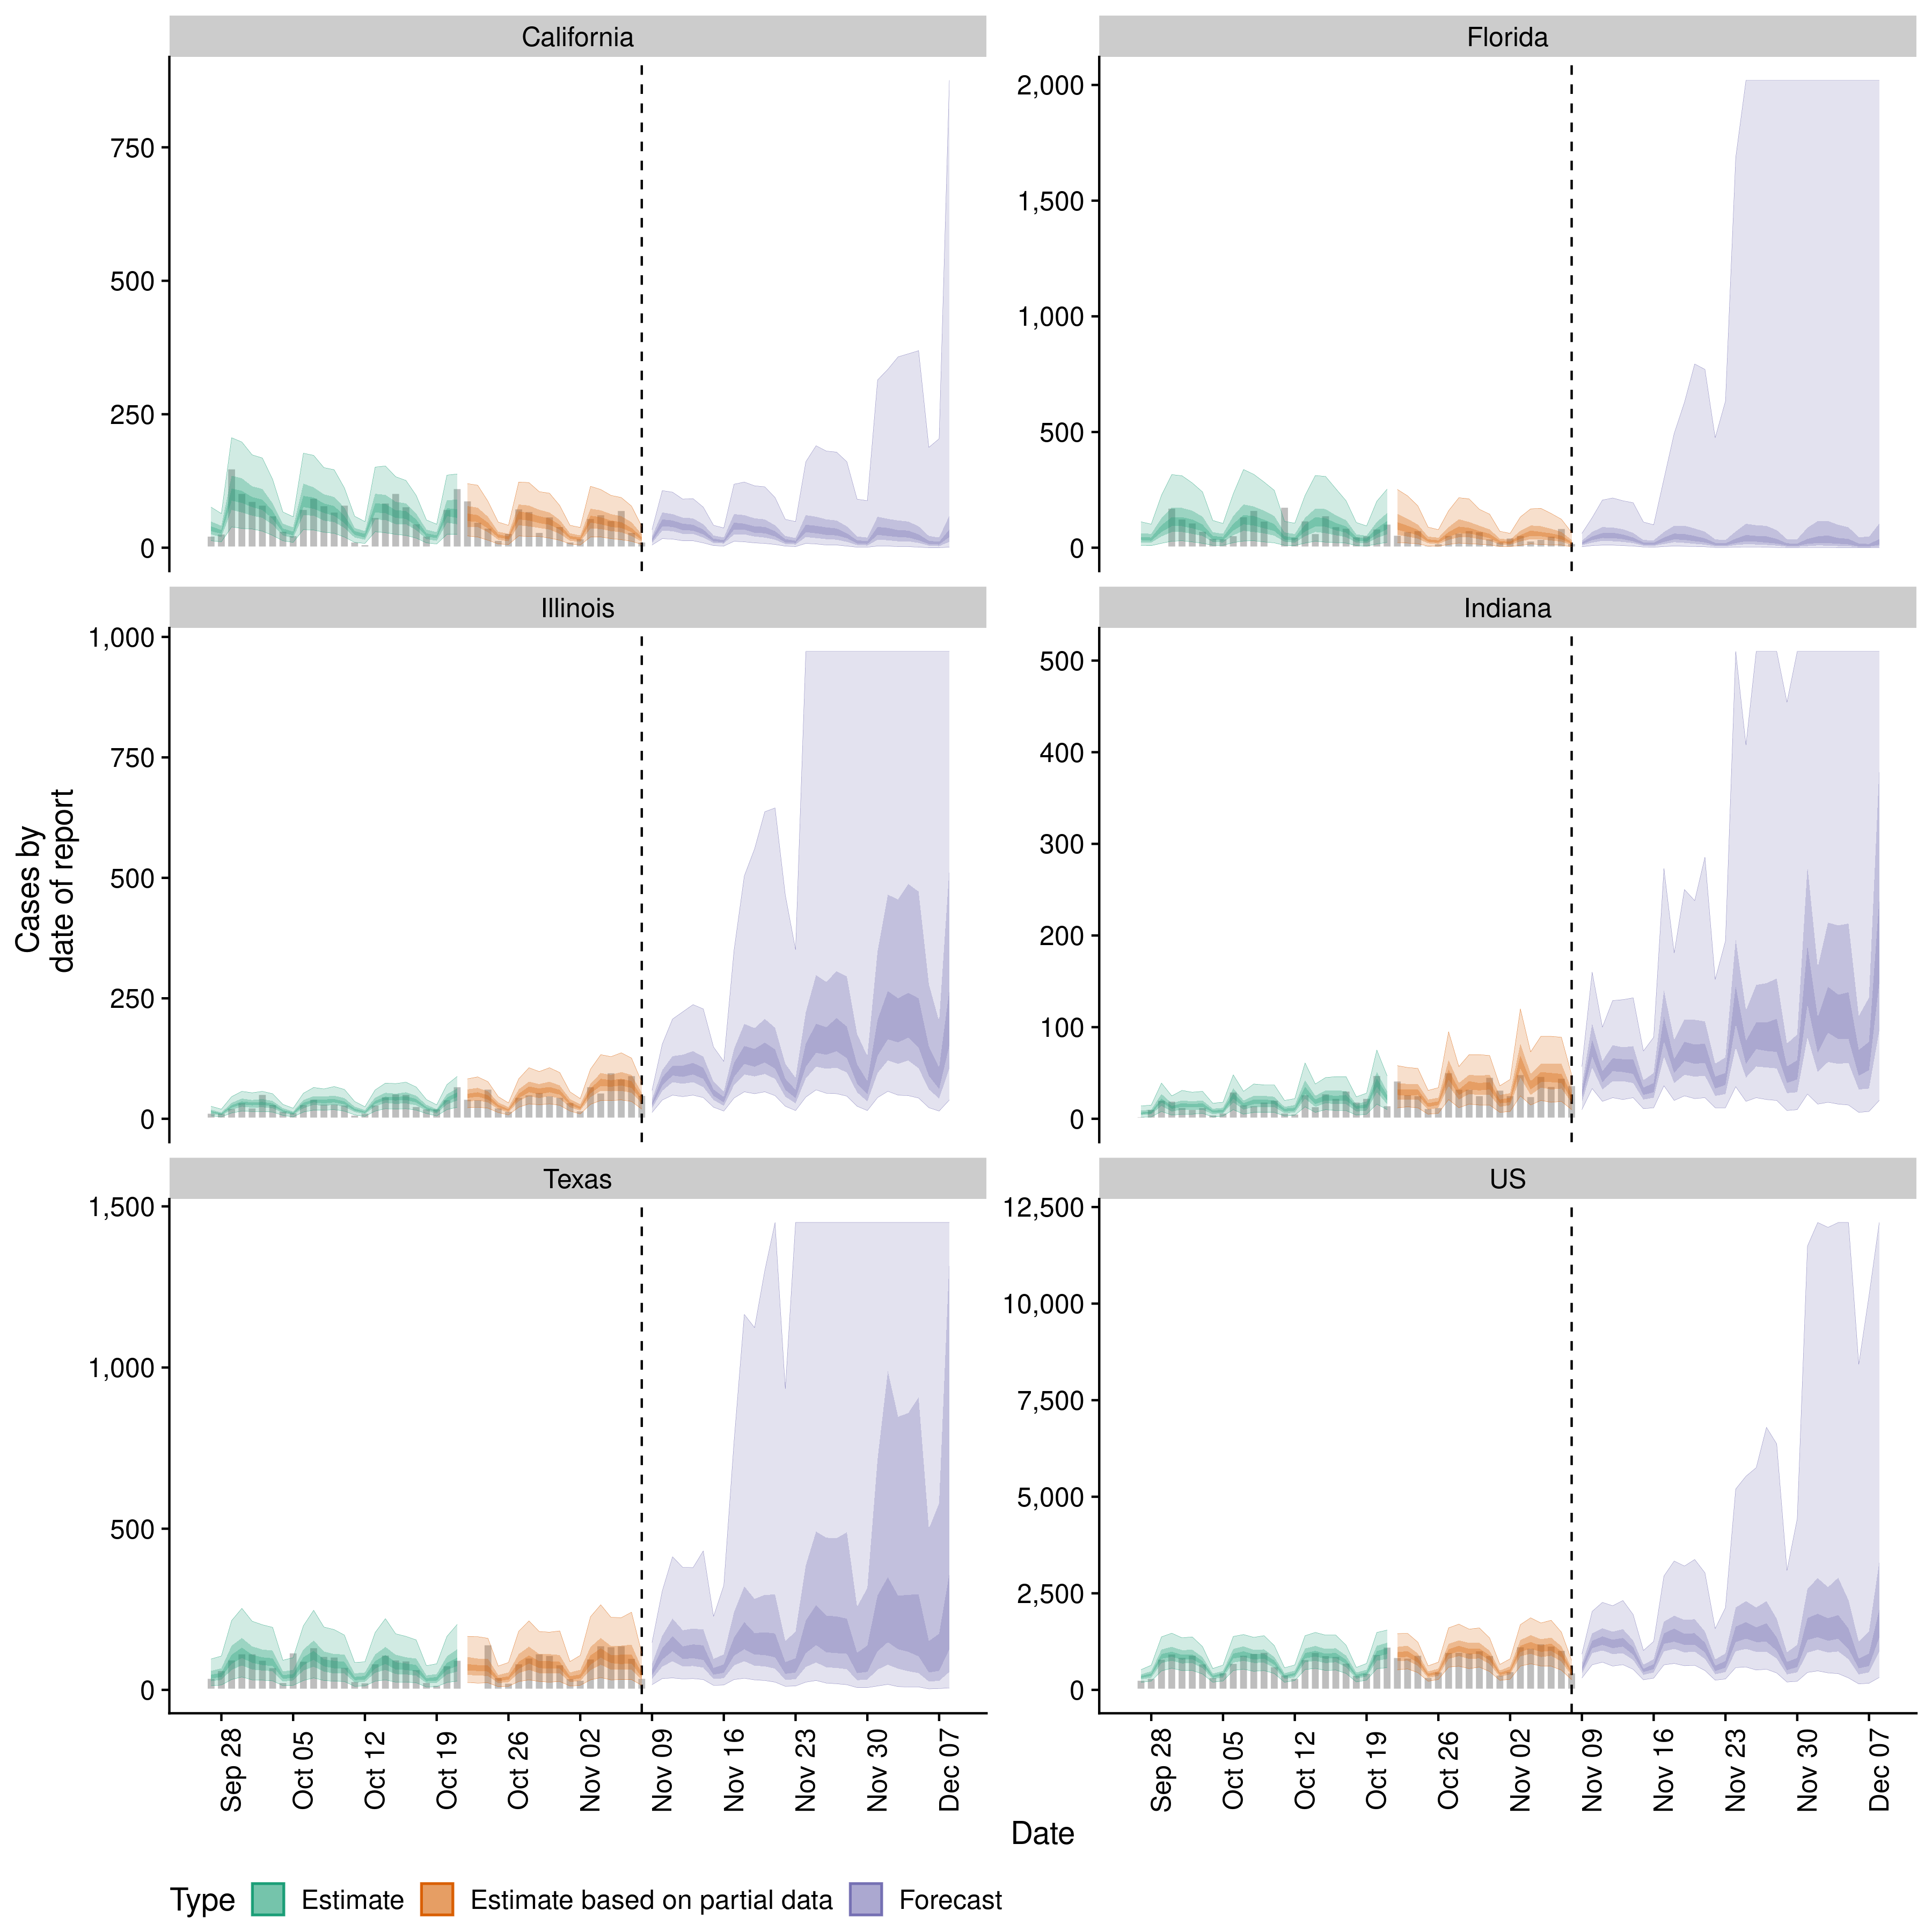 California
Florida
750
500
250
0
2,000
1,500
1,000
500
0
Illinois
Indiana
1,000
750
500
250
0
500
400
300
200
100
0
Cases by
date of report
Texas
US
1,500
1,000
500
0
12,500
10,000
7,500
5,000
2,500
0
Sep 28
Oct 05
Oct 12
Oct 19
Oct 26
Nov 02
Nov 09
Nov 16
Nov 23
Nov 30
Dec 07
Sep 28
Oct 05
Oct 12
Oct 19
Oct 26
Nov 02
Nov 09
Nov 16
Nov 23
Nov 30
Dec 07
Date
Type Estimate Estimate based on partial data Forecast